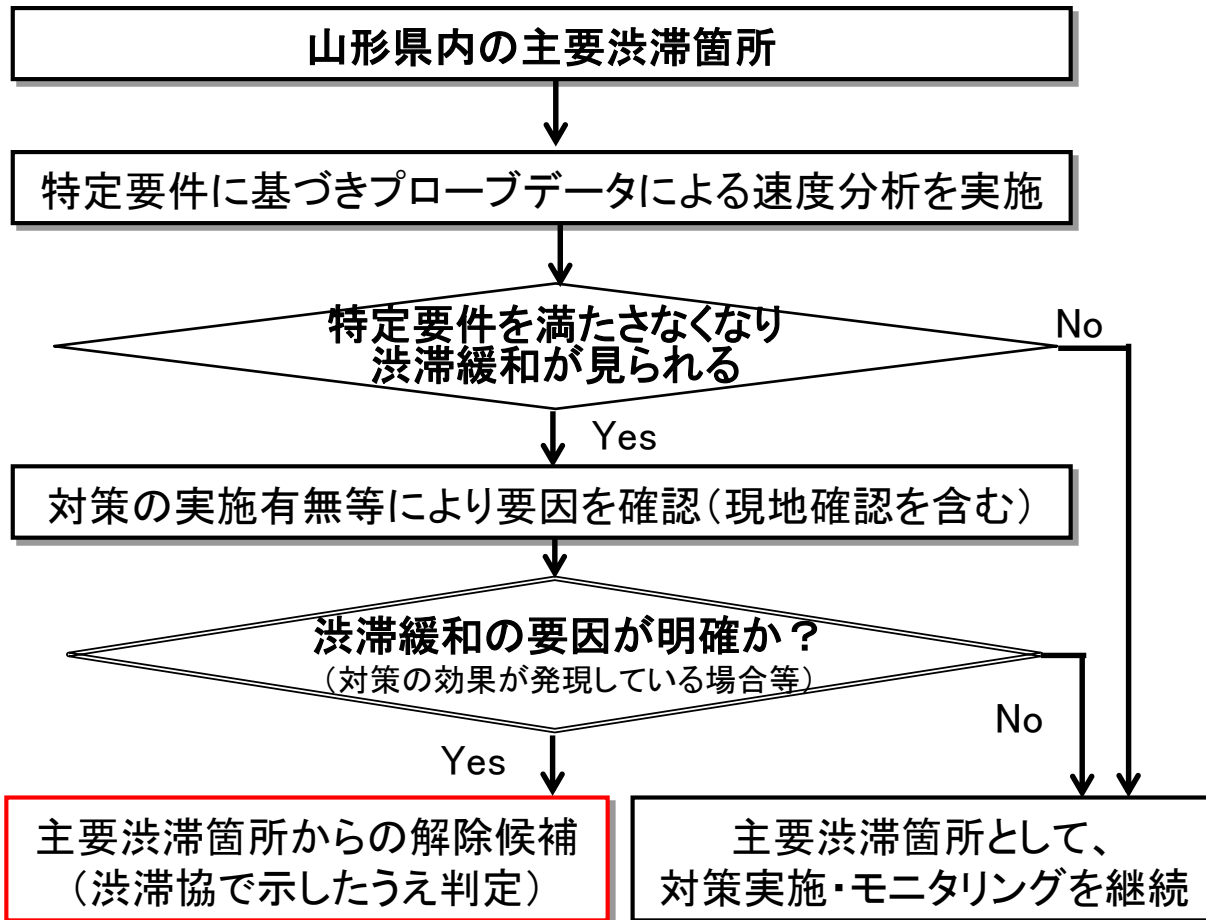 山形県内の主要渋滞箇所
特定要件に基づきプローブデータによる速度分析を実施
特定要件を満たさなくなり
渋滞緩和が見られる
No
Yes
対策の実施有無等により要因を確認（現地確認を含む）
渋滞緩和の要因が明確か？
（対策の効果が発現している場合等）
No
Yes
主要渋滞箇所からの解除候補
（渋滞協で示したうえ判定）
主要渋滞箇所として、
対策実施・モニタリングを継続